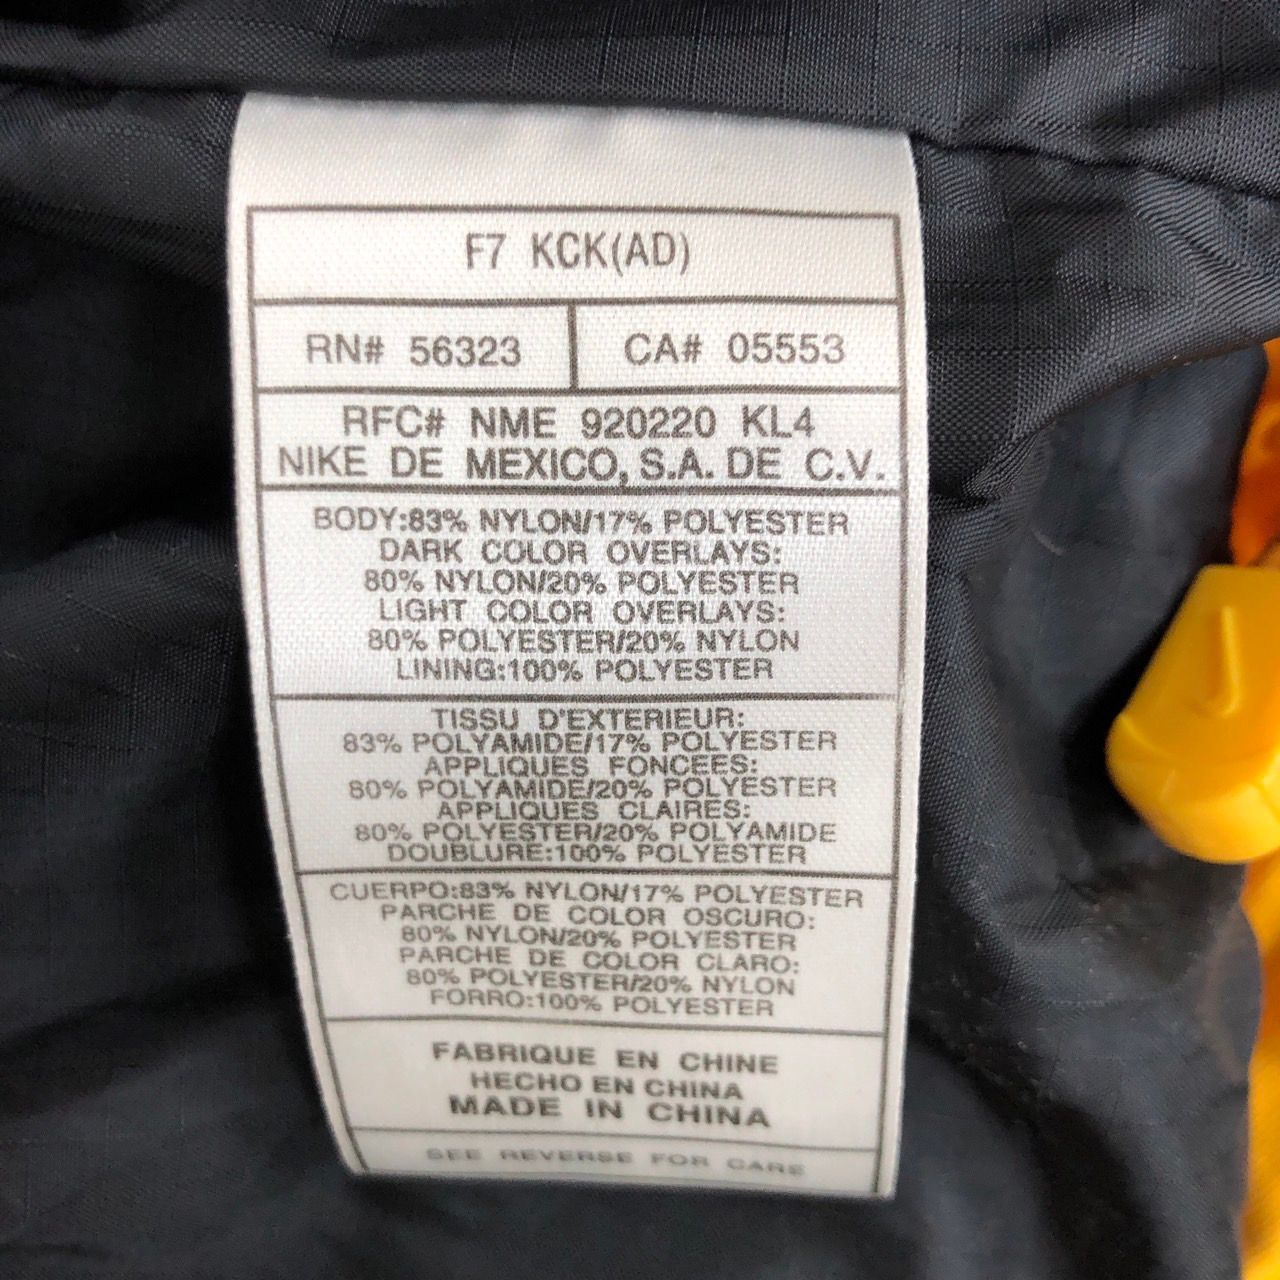 F7 KCK(AD)
RN# 56323 CA# 05553
RFC# NME 920220 KL4
NIKE DE MEXICO, S.A. DE C.V.
BODY:83% NYLON/17% POLYESTER
DARK COLOR OVERLAYS:
80% NYLON/20% POLYESTER
LIGHT COLOR OVERLAYS:
80% POLYESTER/20% NYLON
LINING:100% POLYESTER
TISSU D'EXTERIEUR:
83% POLYAMIDE/17% POLYESTER
APPLIQUES FONCEES:
80% POLYAMIDE/20% POLYESTER
APPLIQUES CLAIRES:
80% POLYESTER/20% POLYAMIDE
DOUBLURE:100% POLYESTER
CUERPO:83% NYLON/17% POLYESTER
PARCHE DE COLOR OSCURO:
80% NYLON/20% POLYESTER
PARCHE DE COLOR CLARO:
80% POLYESTER/20% NYLON
FORRO:100% POLYESTER
FABRIQUE EN CHINE
HECHO EN CHINA
MADE IN CHINA
SEE REVERSE FOR CARE